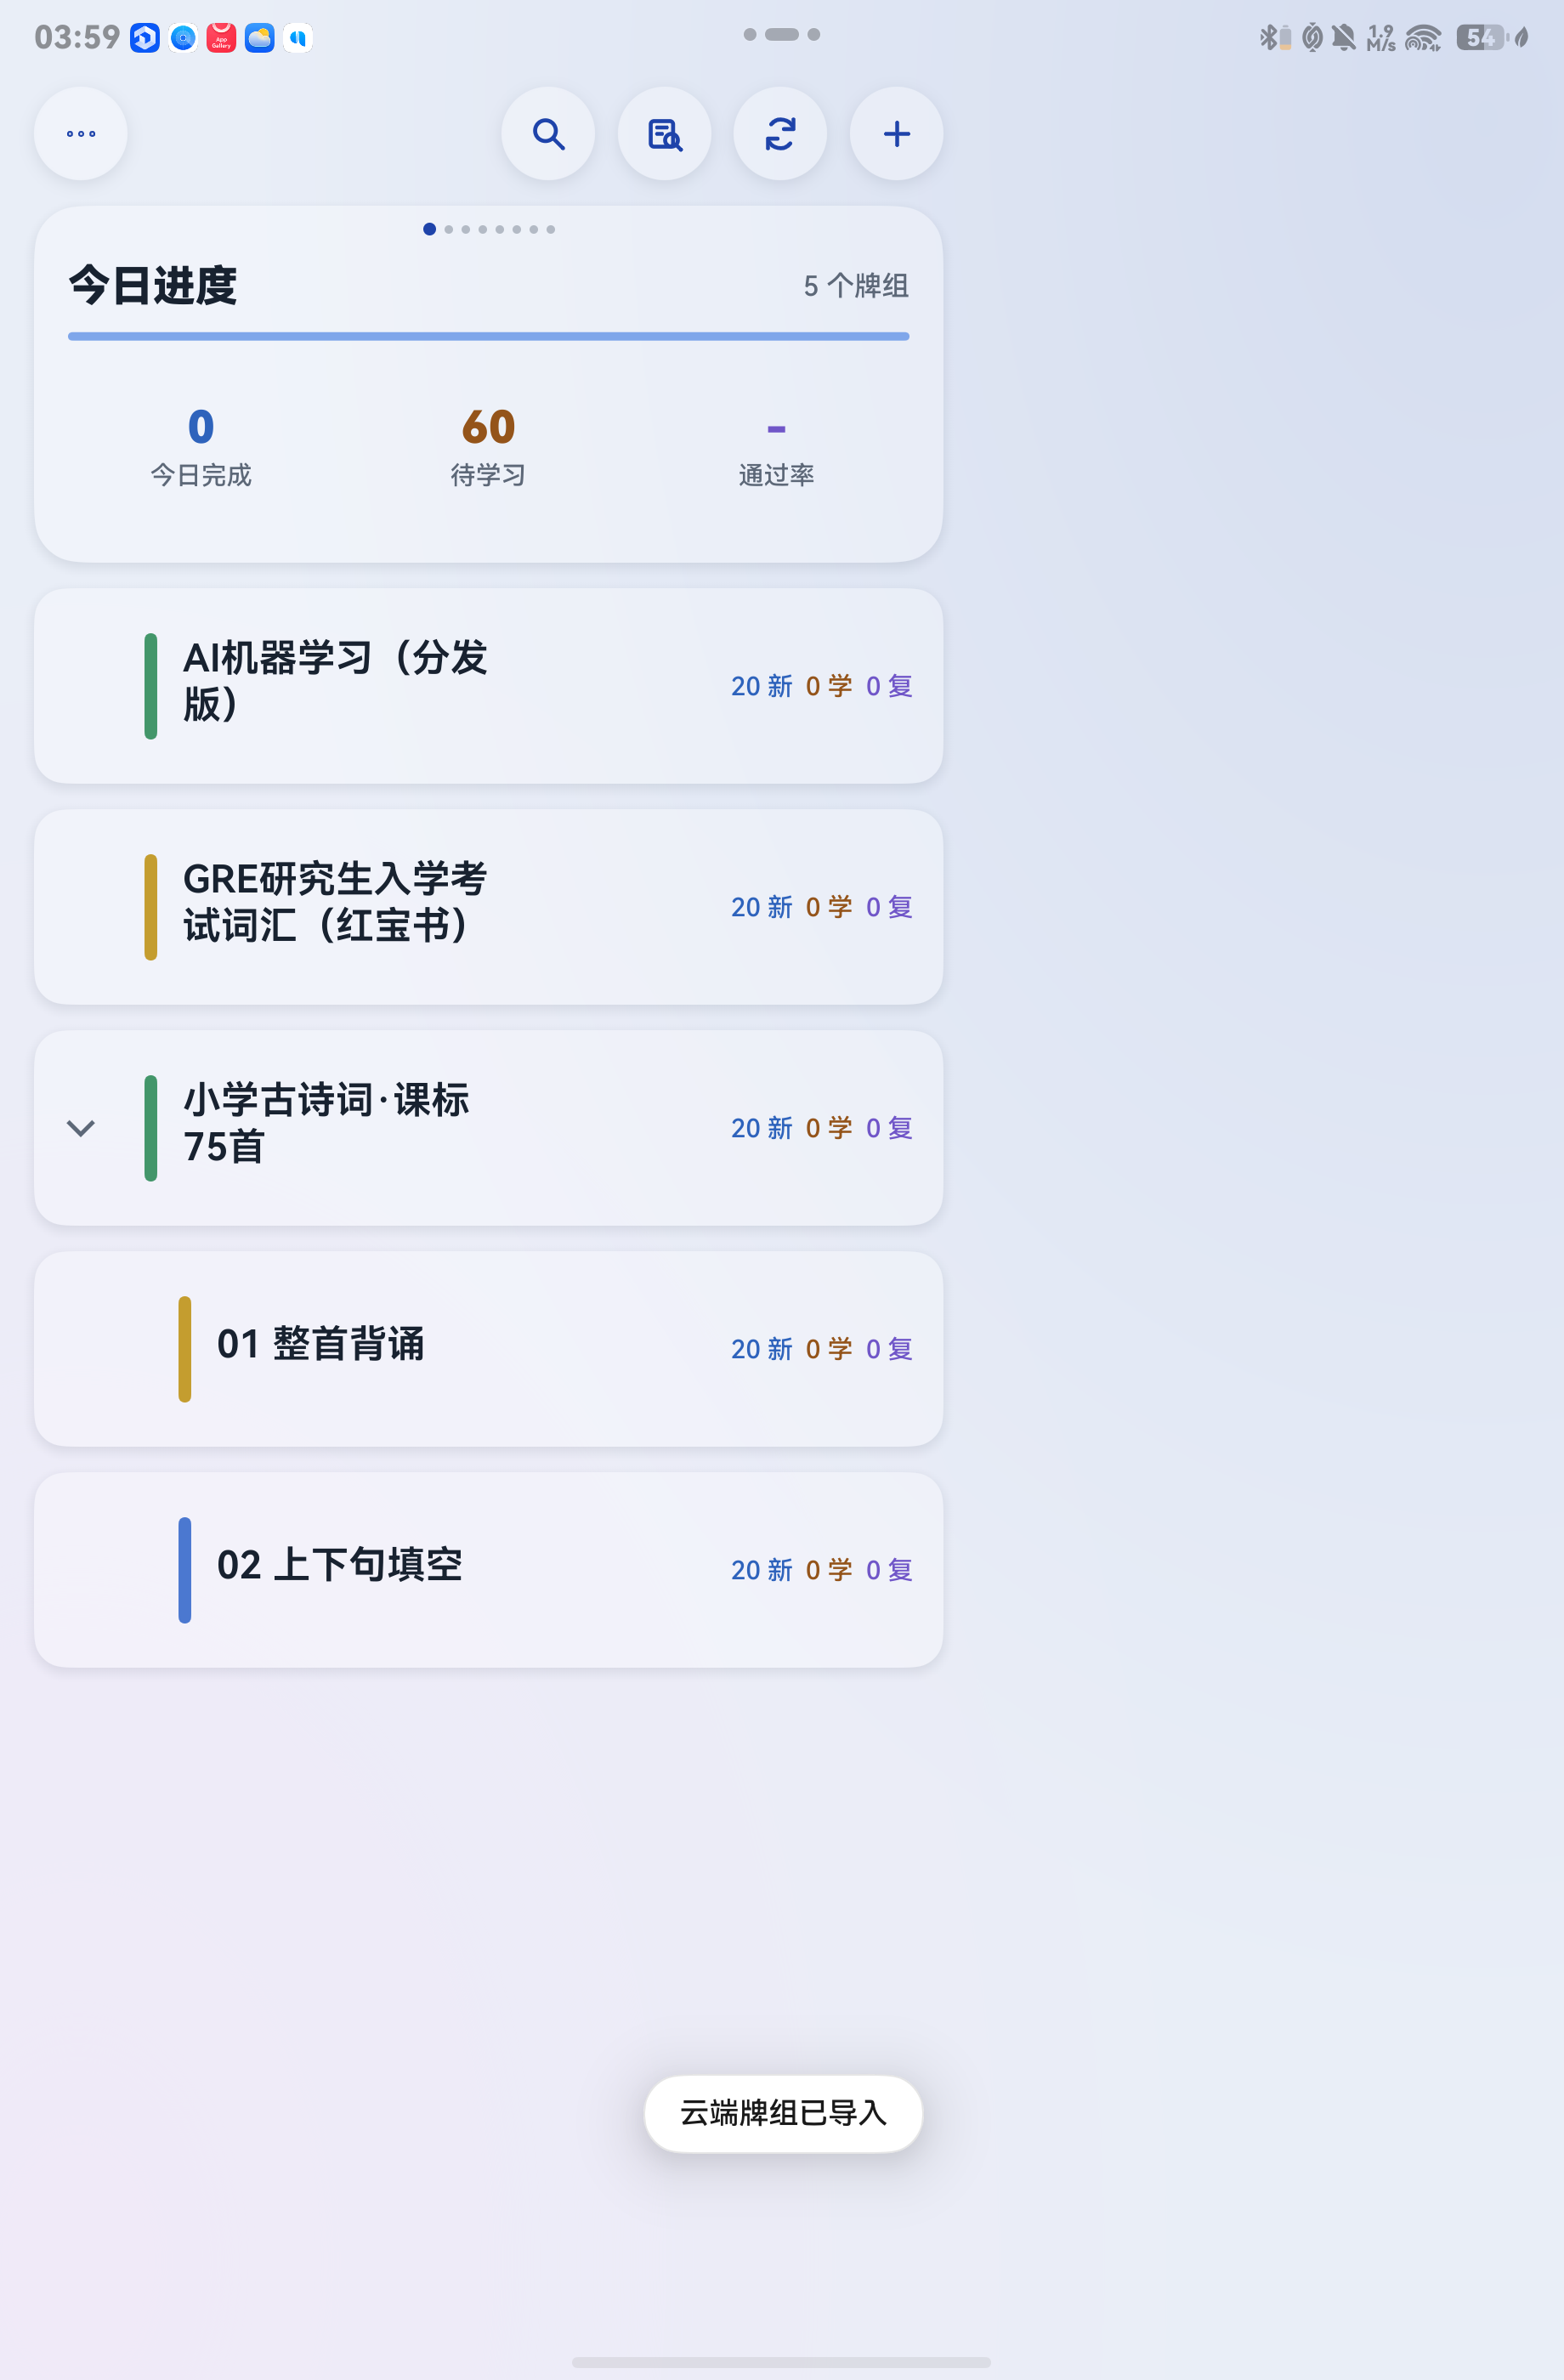 03:59
App
Gallery
1.9
M/s
54
今日进度
5 个牌组
0
60
-
今日完成
待学习
通过率
AI机器学习（分发
版）
20 新 0 学 0 复
GRE研究生入学考
试词汇（红宝书）
20 新 0 学 0 复
小学古诗词·课标
75首
20 新 0 学 0 复
01 整首背诵
20 新 0 学 0 复
02 上下句填空
20 新 0 学 0 复
云端牌组已导入